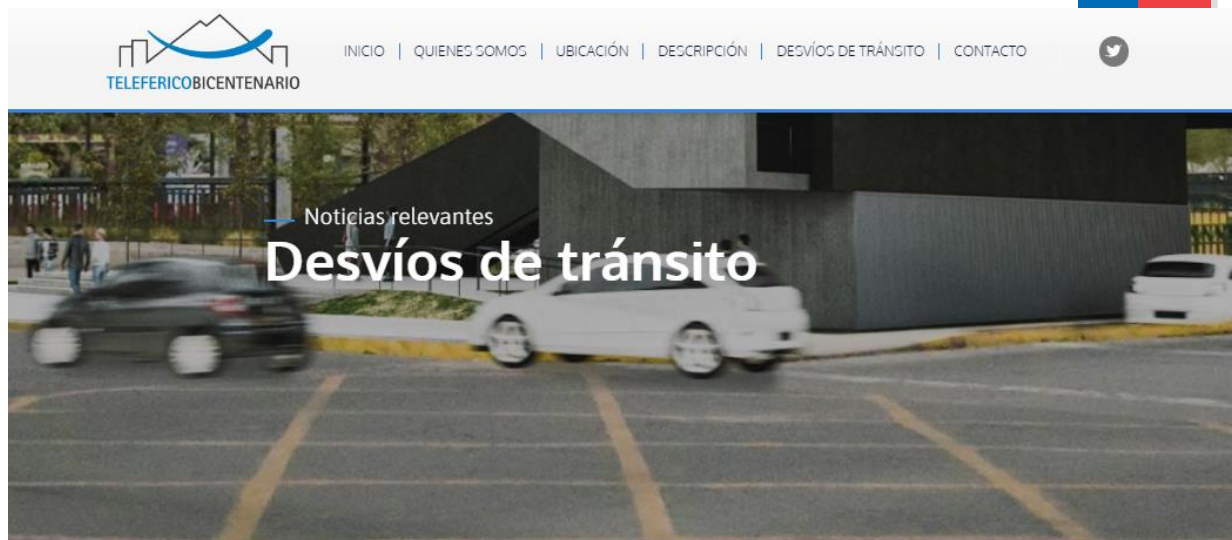 TELEFERICOBICENTENARIO
INICIO | QUIENES SOMOS | UBICACIÓN | DESCRIPCIÓN | DESVÍOS DE TRÁNSITO | CONTACTO
Noticias relevantes
Desvíos de tránsito